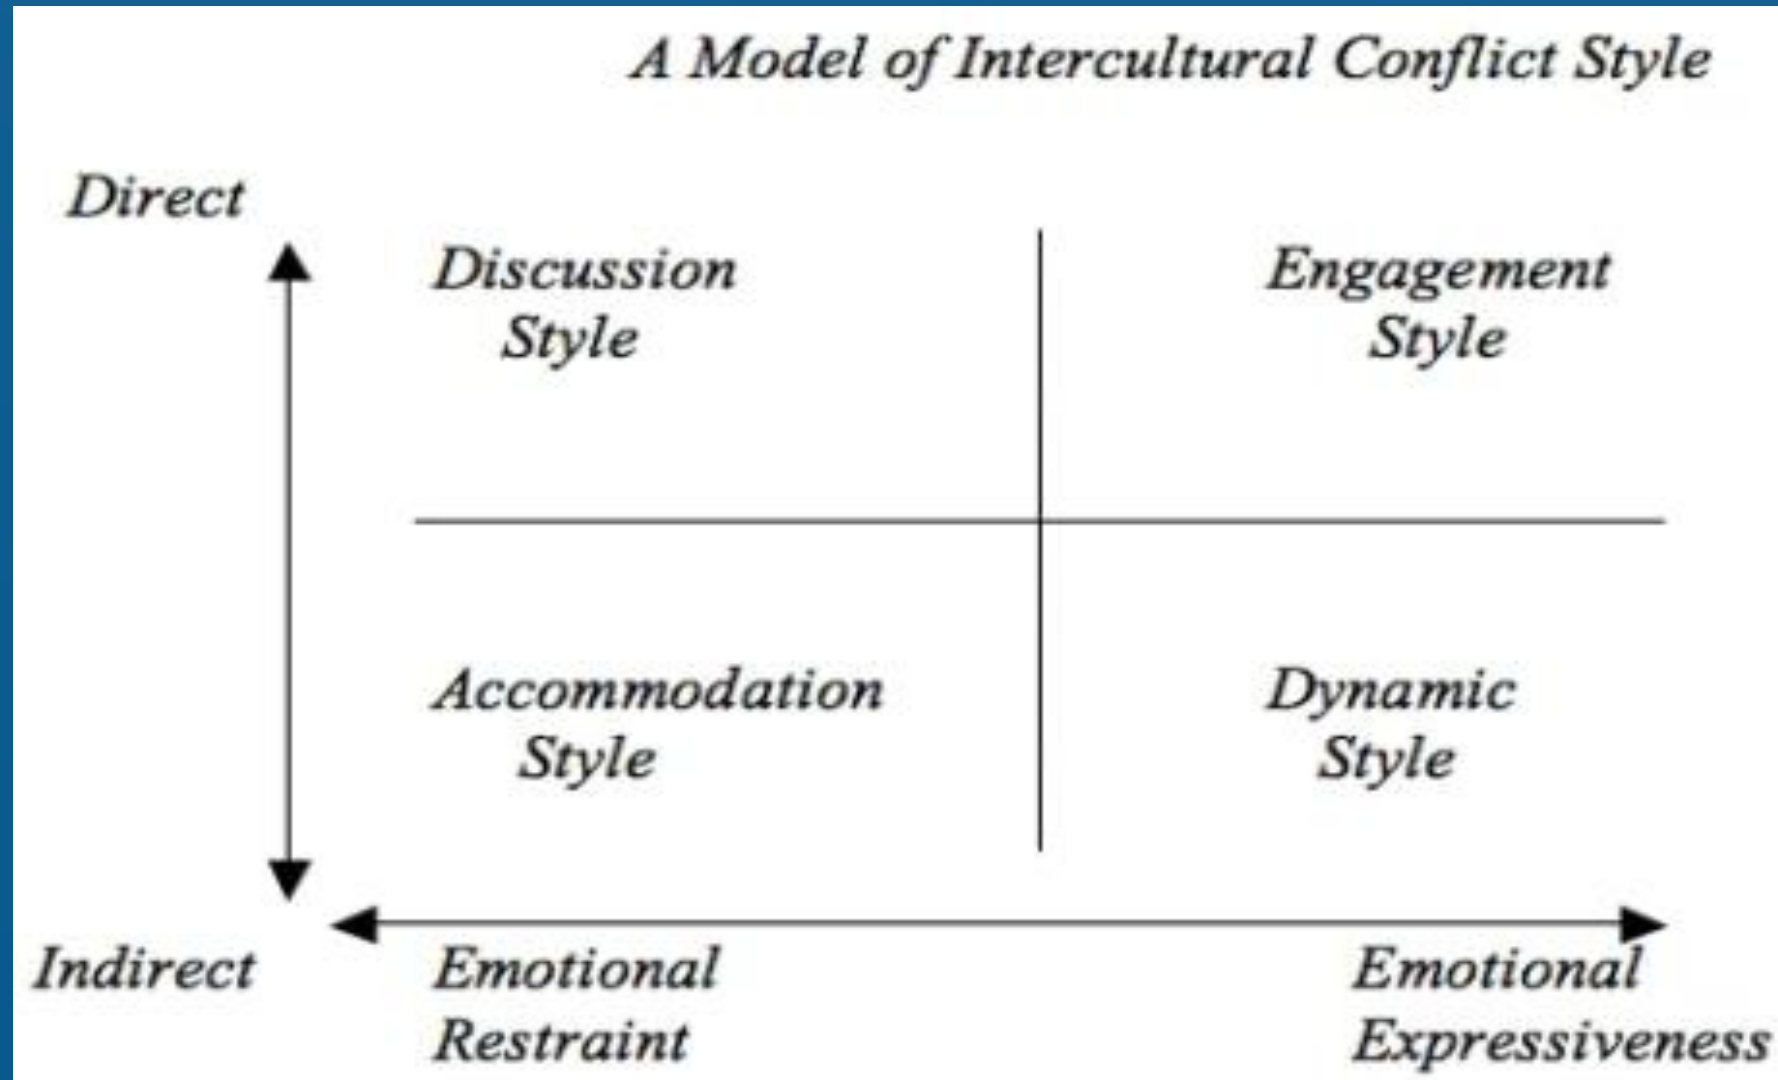 A Model of Intercultural Conflict Style
Direct
Discussion
Style
Engagement
Style
Accommodation
Style
Dynamic
Style
Indirect
Emotional
Restraint
Emotional
Expressiveness